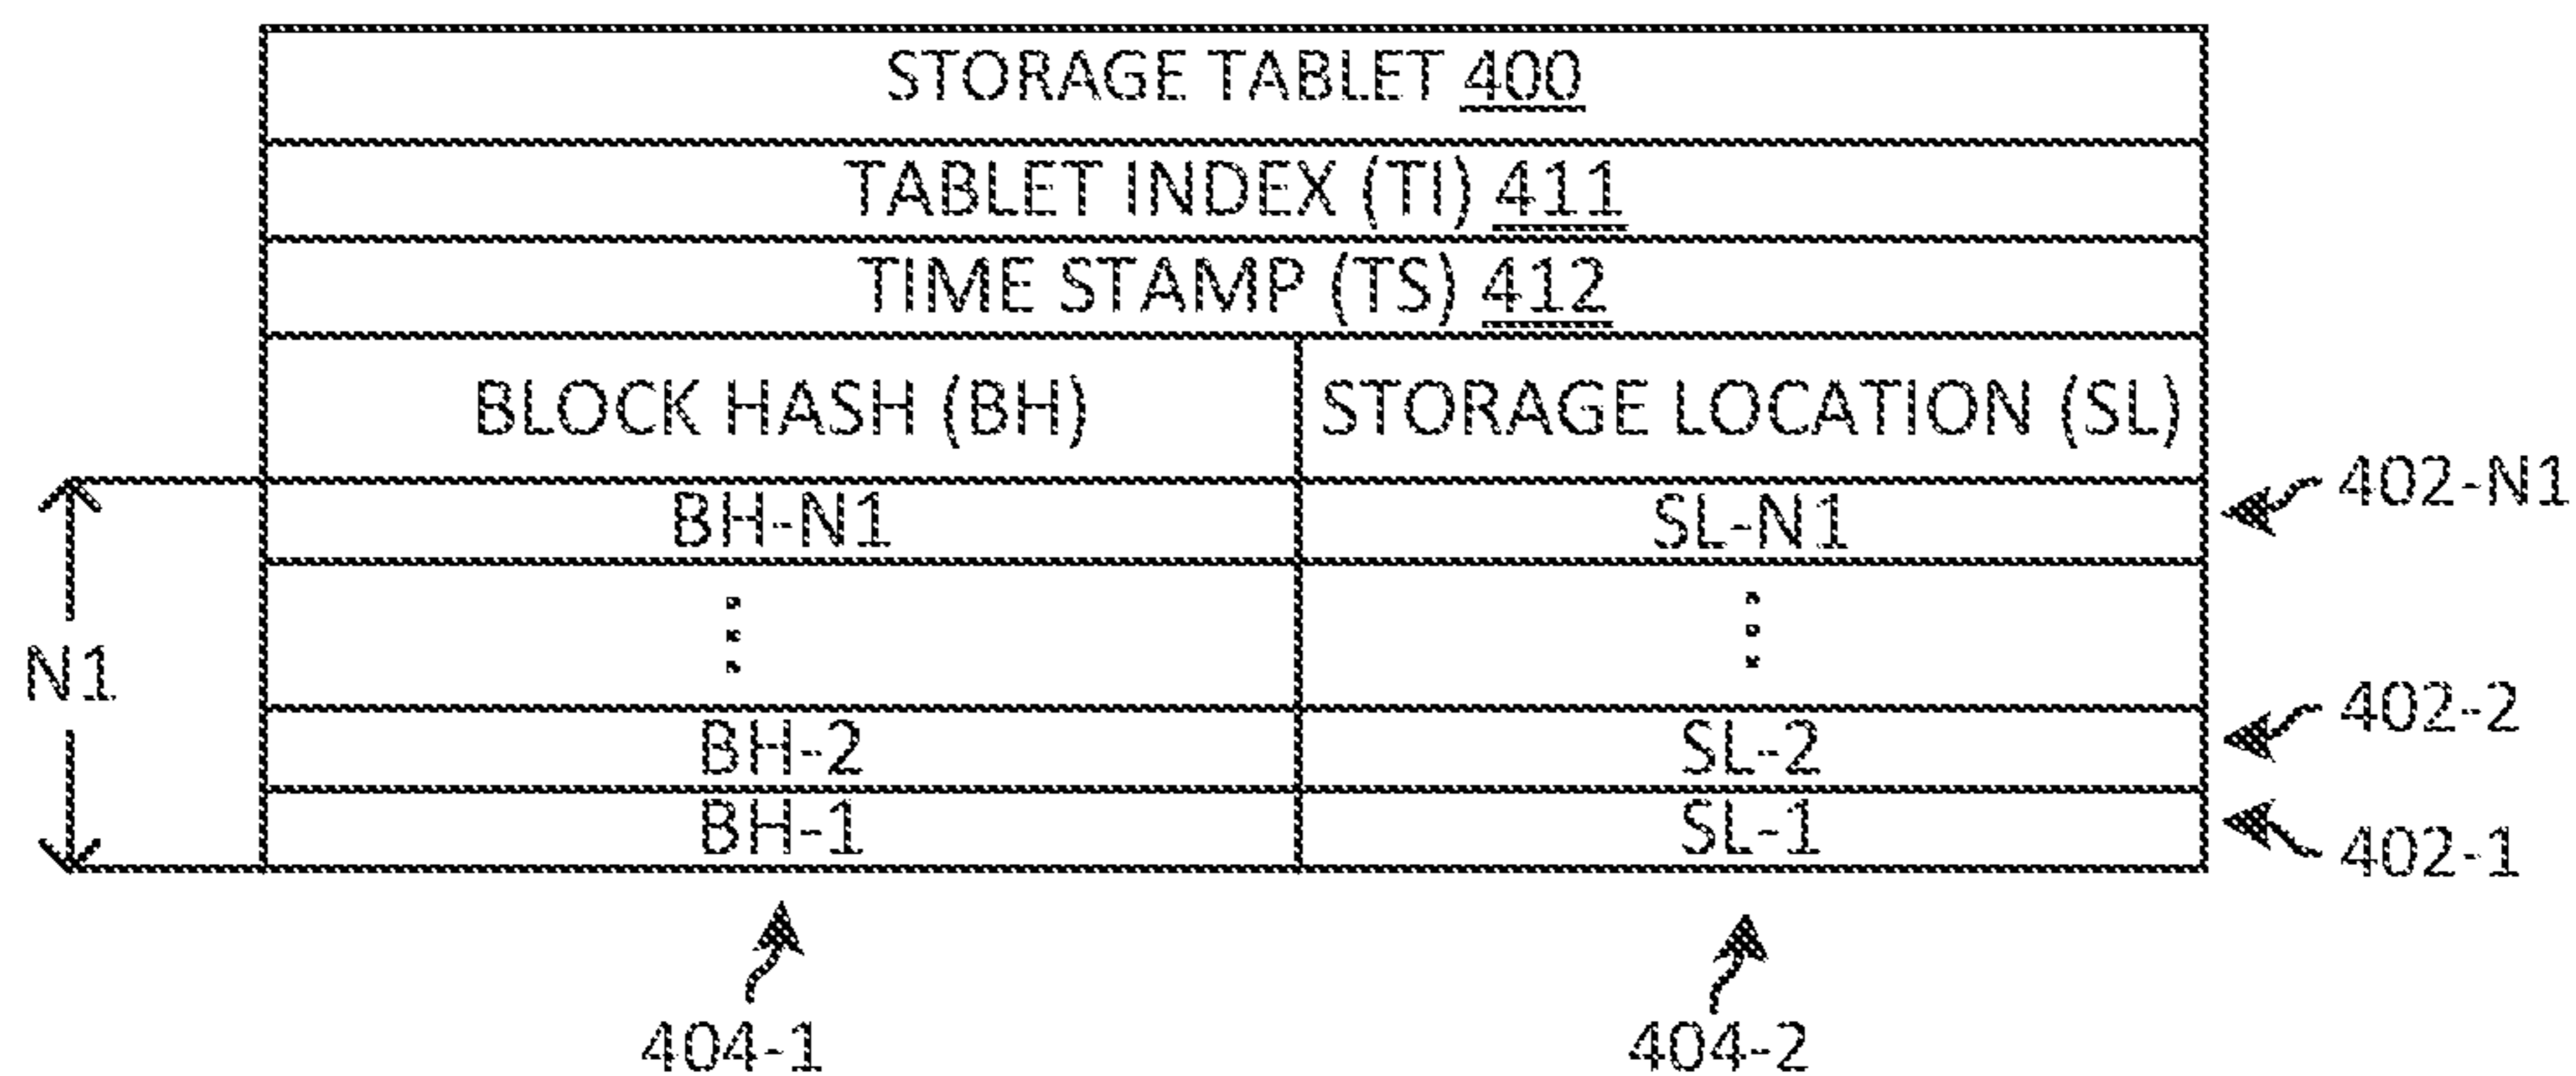 STORAGE TABLET 400
TABLET INDEX (TI) 411
TIME STAMP (TS) 412
BLOCK HASH (BH) STORAGE LOCATION (SL)
BH-N1 SL-N1 402-N1
N1
BH-2 SL-2 402-2
BH-1 SL-1 402-1
404-1 404-2